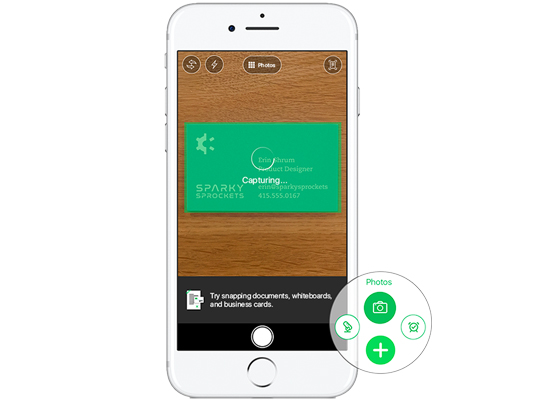 Photos
Erin Shrum
Product Designer
Capturing...
SPARKY
SPROCKETS
erin@sparkysprockets
415.555.0167
Try snapping documents, whiteboards,
and business cards.
Photos